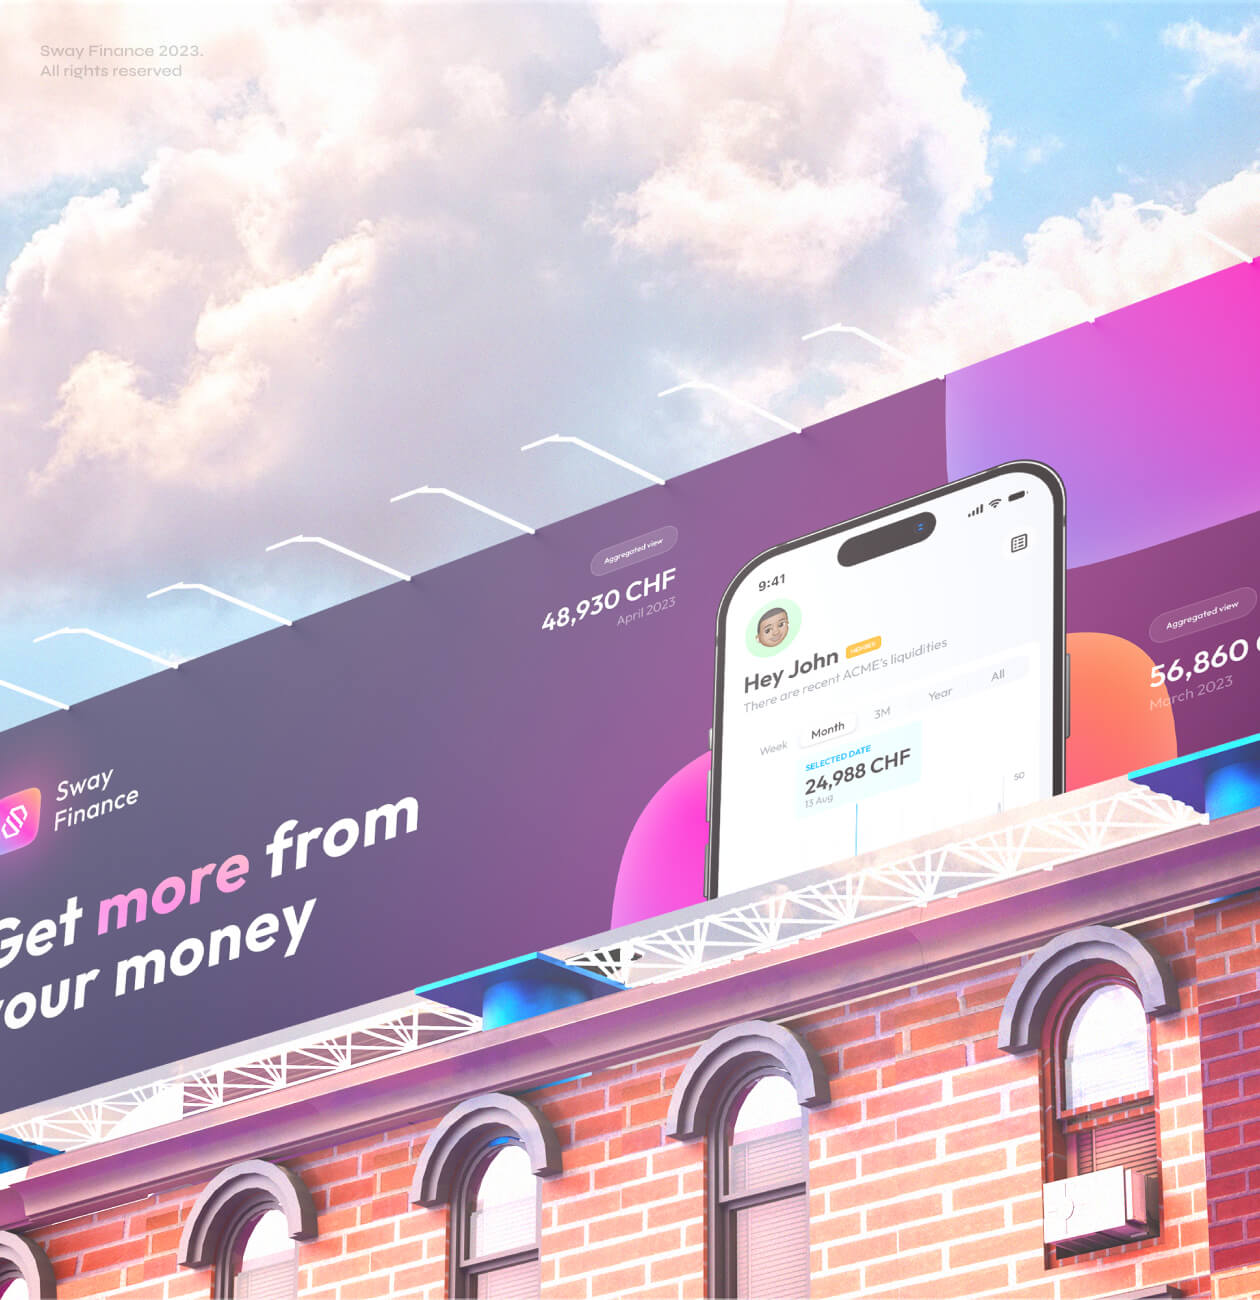 Sway Finance 2023.
All rights reserved
Aggregated view
48,930 CHF
April 2023
9:41
Hey John
There are recent ACME's liquidities
Week Month 3M Year All
SELECTED DATE
24,988 CHF
13 Aug
50
Aggregated view
56,860
March 2023
Sway
Finance
Get more from
your money